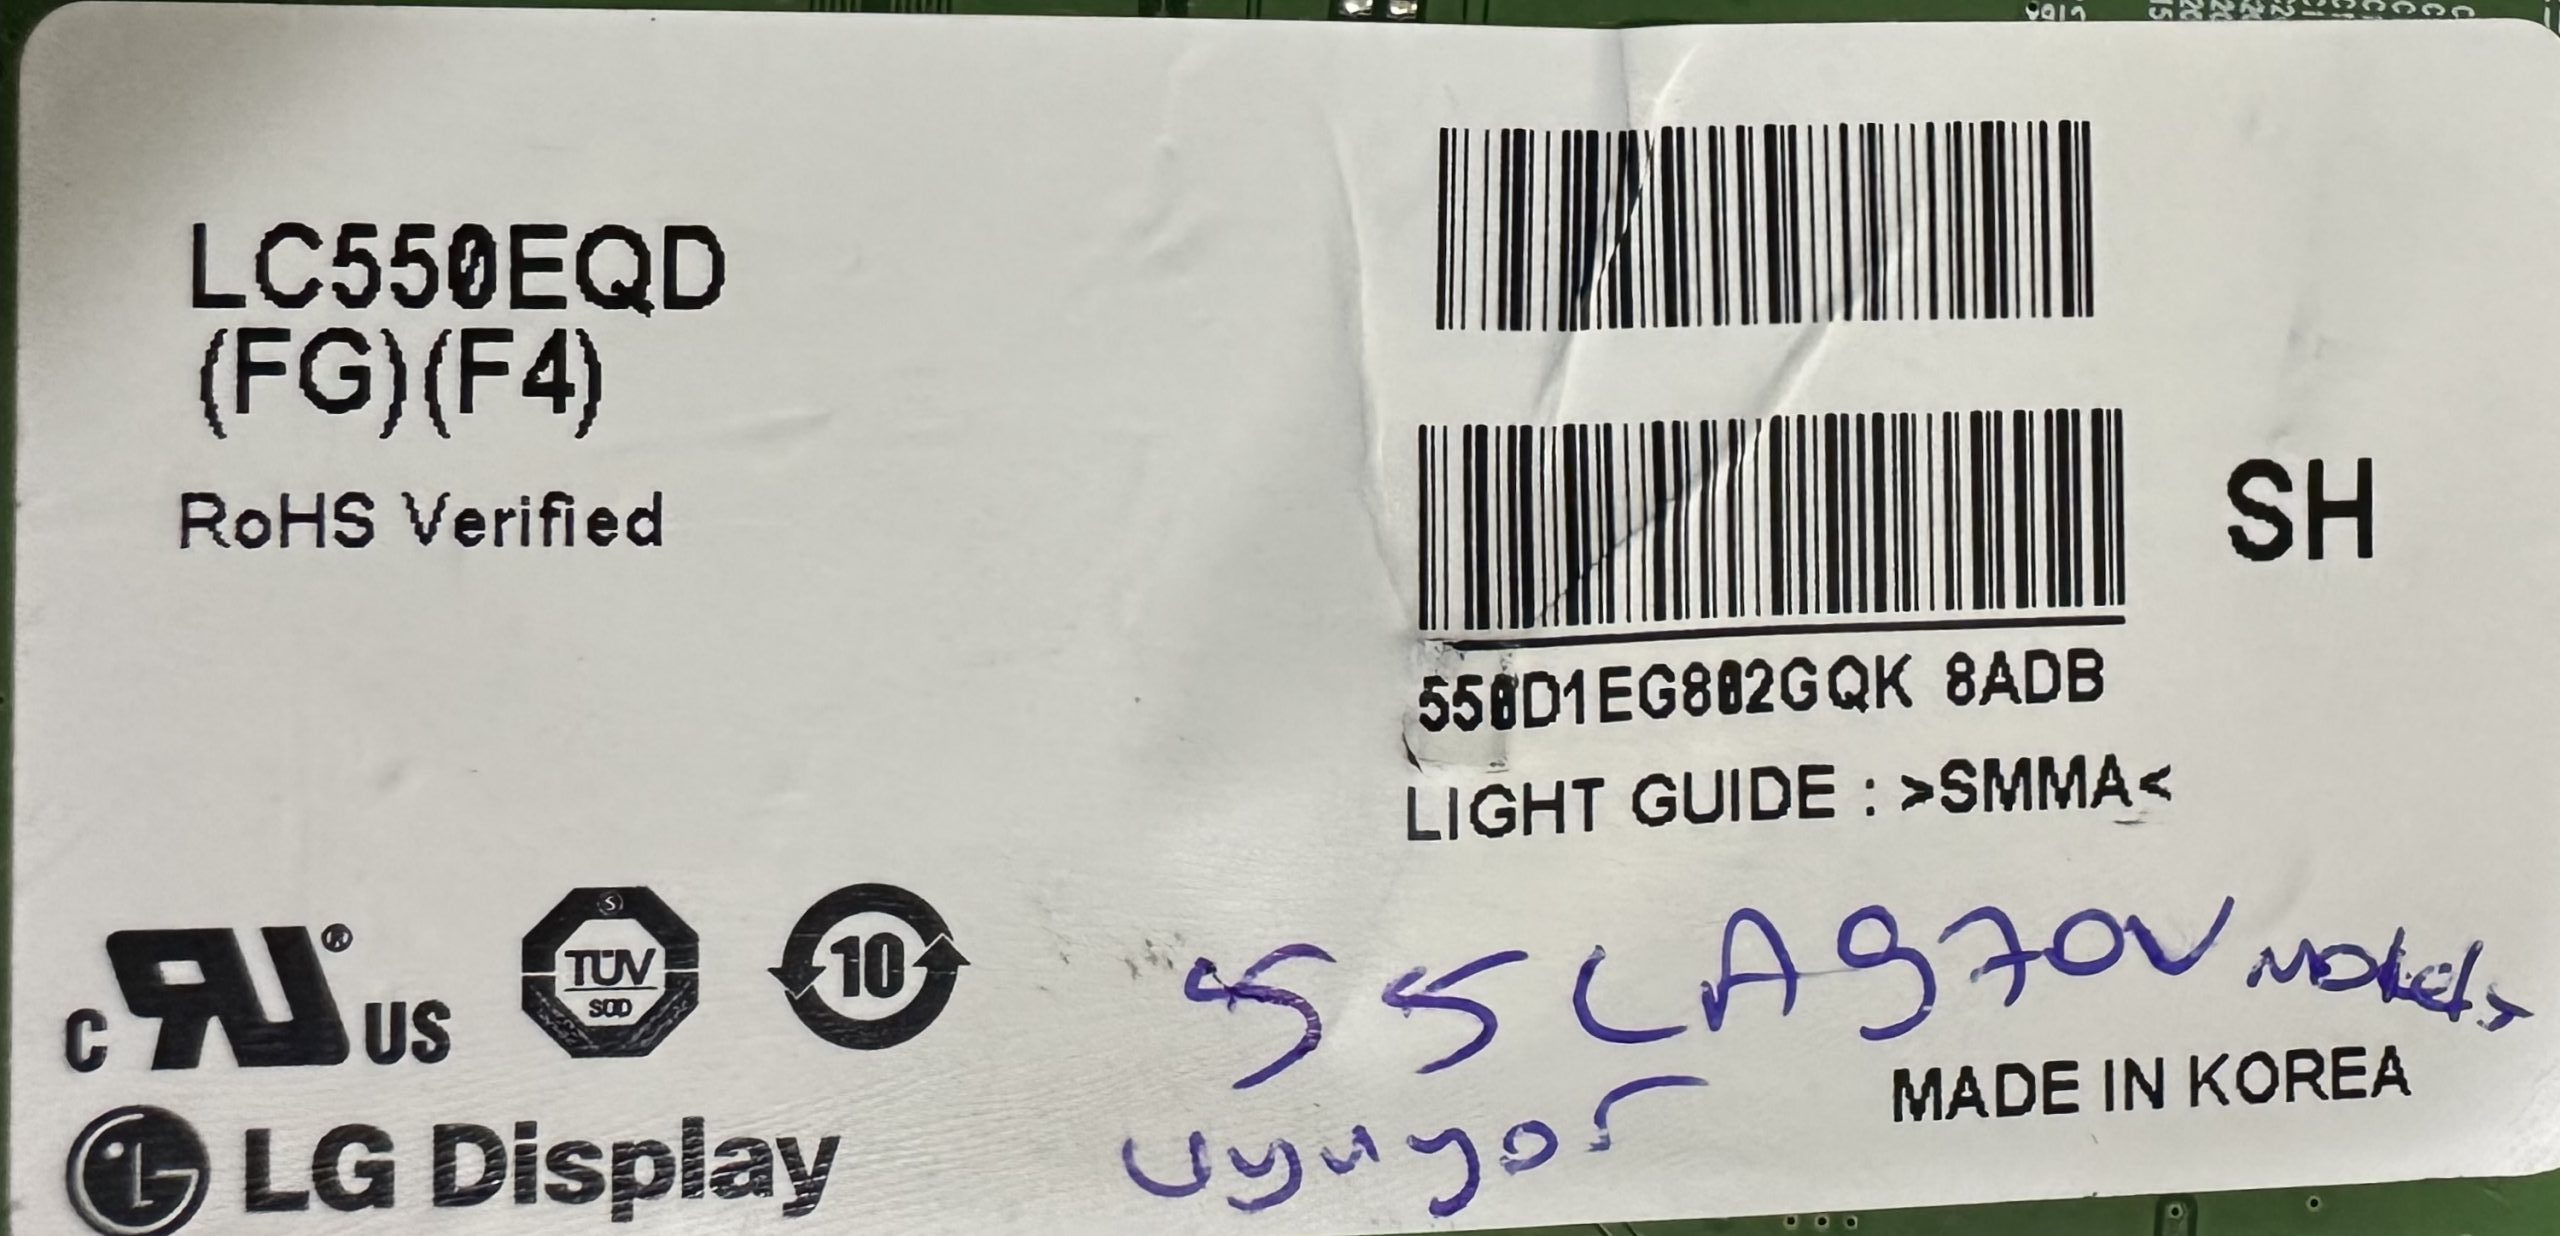 LC550EQD
(FG)(F4)
RoHS Verified
SH
550D1EG802GQK 8ADB
LIGHT GUIDE : >SMMA<
c RU ® US
TÜV
SÜD
10
55LA970V
uyuyor
MADE IN KOREA
LG Display